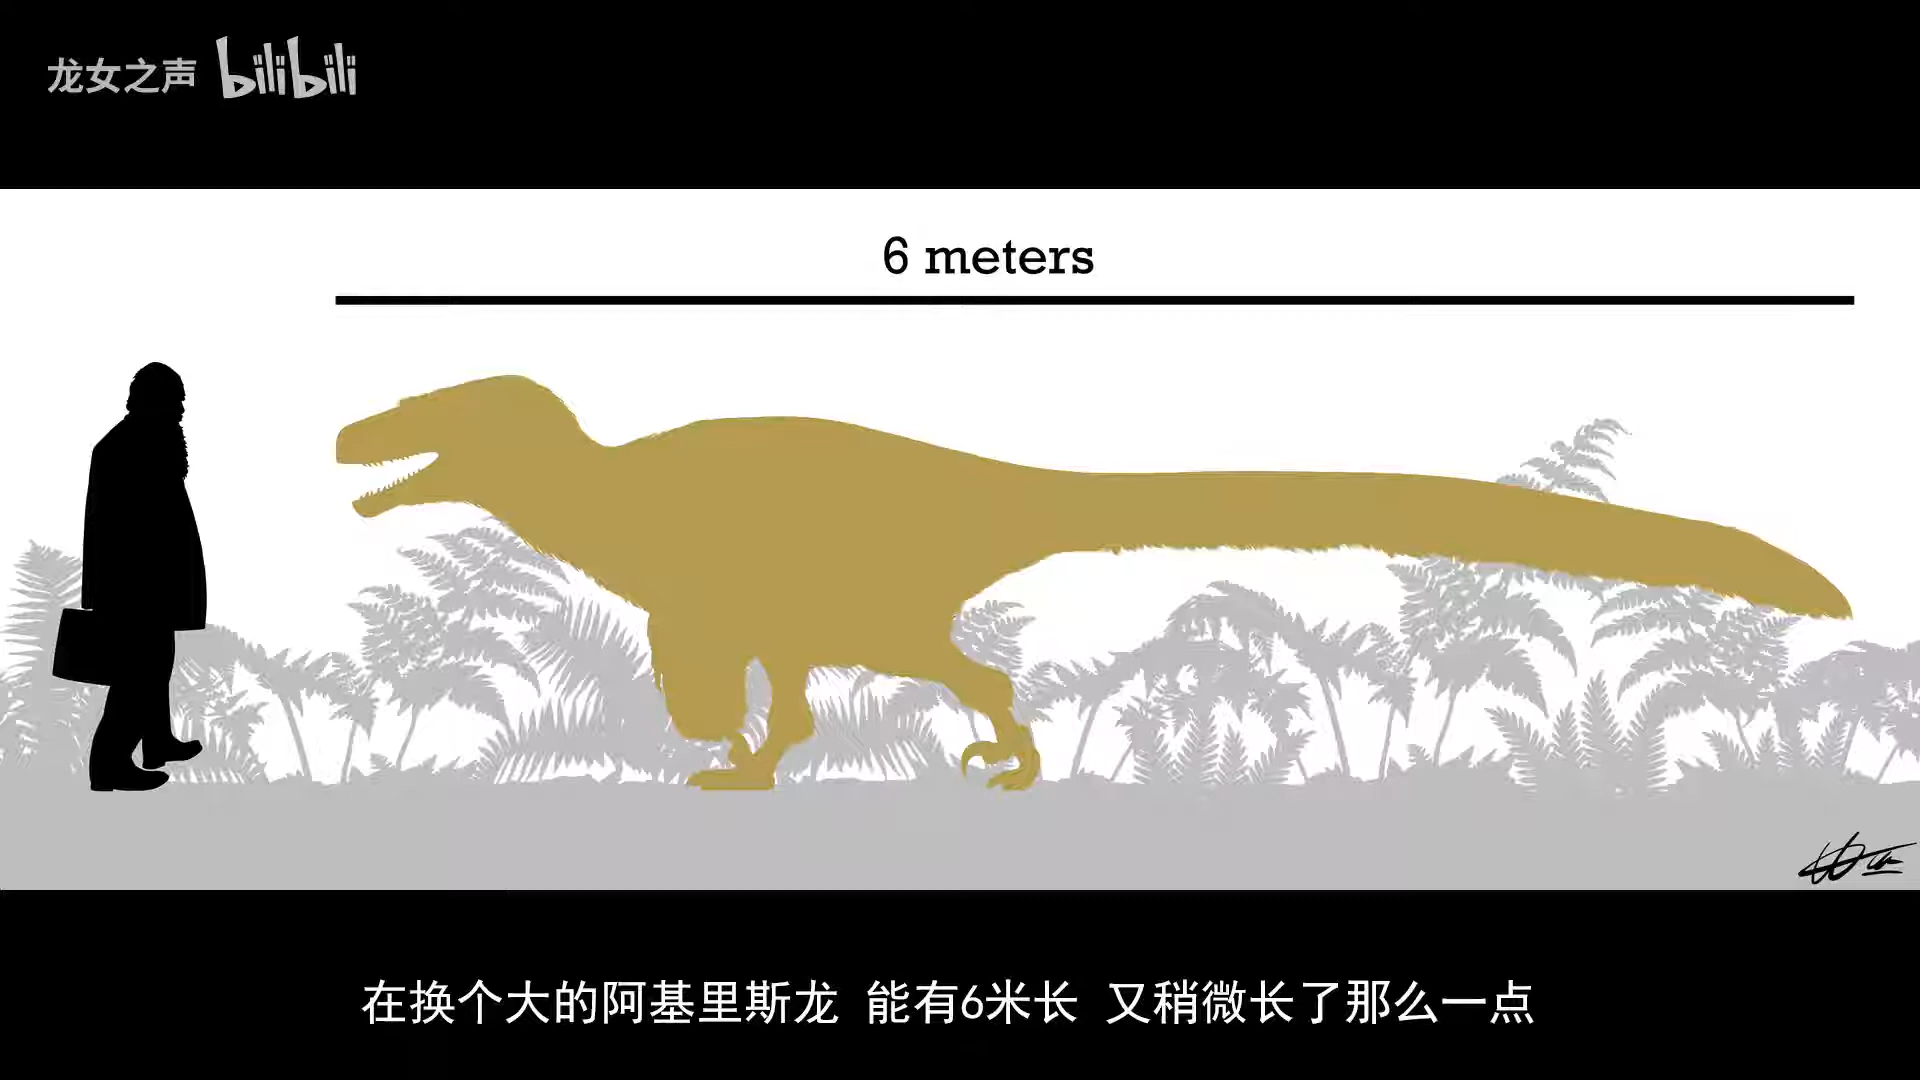 龙女之声 bilibili
6 meters
在换个大的阿基里斯龙 能有6米长 又稍微长了那么一点